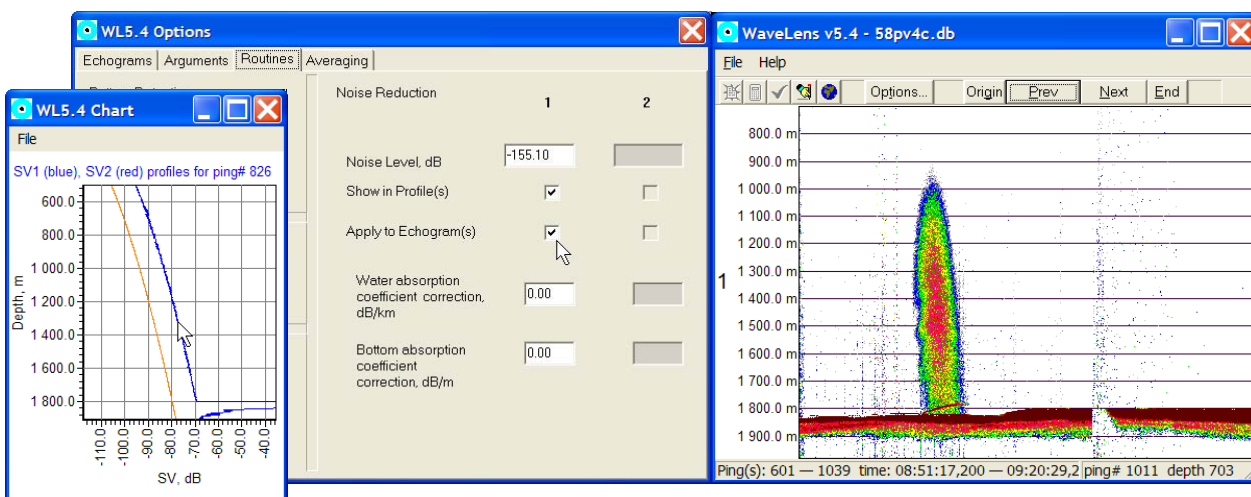 WL5.4 Options
Echograms
Arguments
Routines
Averaging
Noise Reduction
1
2
Noise Level, dB
-155.10
Show in Profile(s)
Apply to Echogram(s)
Water absorption
coefficient correction,
dB/km
0.00
Bottom absorption
coefficient
correction, dB/m
0.00
WL5.4 Chart
File
SV1 (blue), SV2 (red) profiles for ping# 826
600.0
800.0
1 000.0
1 200.0
1 400.0
1 600.0
1 800.0
Depth, m
-110.0
-100.0
-90.0
-80.0
-70.0
-60.0
-50.0
-40.0
SV, dB
WaveLens v5.4 - 58pv4c.db
File Help
Options... Origin Prev Next End
800.0 m
900.0 m
1 000.0 m
1 100.0 m
1 200.0 m
1 300.0 m
1
1 400.0 m
1 500.0 m
1 600.0 m
1 700.0 m
1 800.0 m
1 900.0 m
Ping(s): 601 — 1039 time: 08:51:17,200 — 09:20:29,2 ping# 1011 depth 703